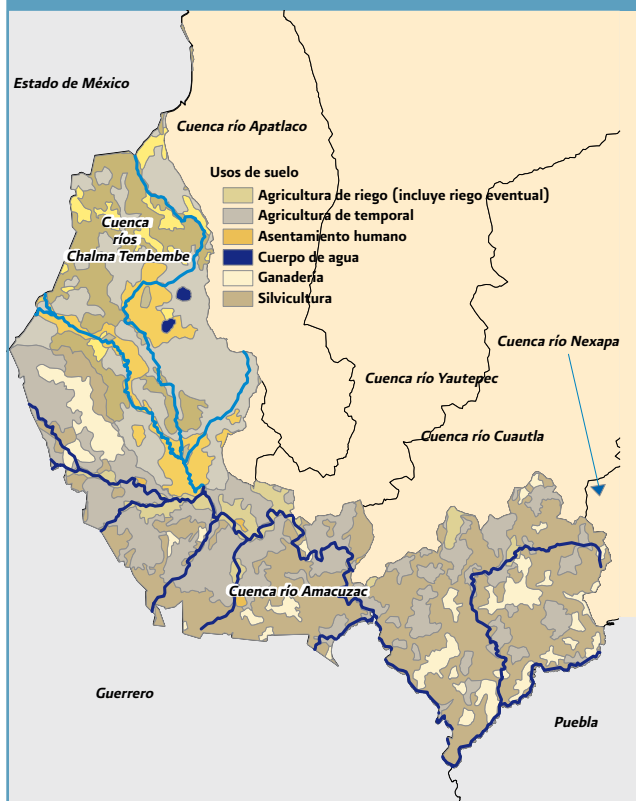 Estado de México
Cuenca río Apatlaco
Usos de suelo
Agricultura de riego (incluye riego eventual)
Agricultura de temporal
Asentamiento humano
Cuerpo de agua
Ganadería
Silvicultura
Cuenca
ríos
Chalma Tembembe
Cuenca río Nexapa
Cuenca río Yautepec
Cuenca río Cuautla
Cuenca río Amacuzac
Guerrero
Puebla